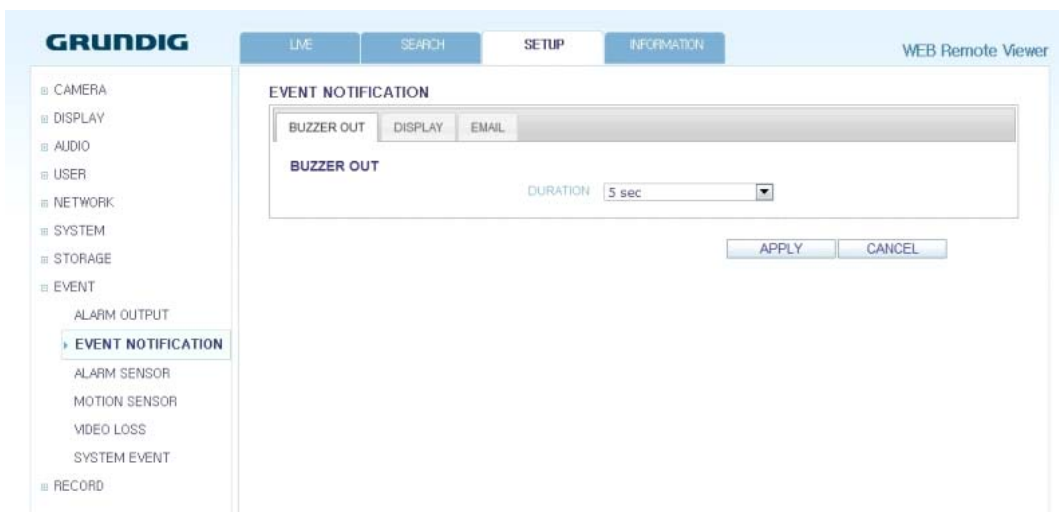 GRUNDIG
LIVE SEARCH SETUP INFORMATION
WEB Remote Viewer
CAMERA
DISPLAY
AUDIO
USER
NETWORK
SYSTEM
STORAGE
EVENT
ALARM OUTPUT
EVENT NOTIFICATION
ALARM SENSOR
MOTION SENSOR
VIDEO LOSS
SYSTEM EVENT
RECORD
EVENT NOTIFICATION
BUZZER OUT DISPLAY EMAIL
BUZZER OUT
DURATION 5 sec
APPLY CANCEL